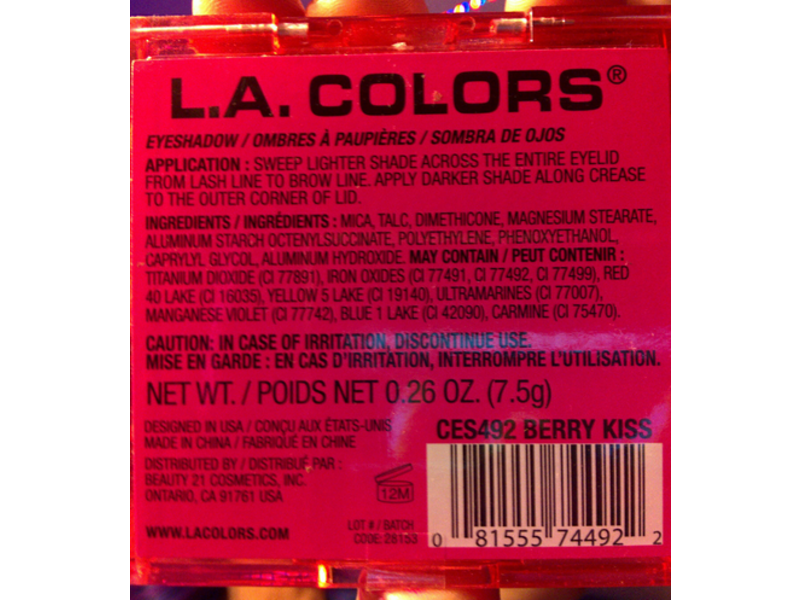 L.A. COLORS®
EYESHADOW / OMBRES À PAUPIÈRES / SOMBRA DE OJOS
APPLICATION : SWEEP LIGHTER SHADE ACROSS THE ENTIRE EYELID
FROM LASH LINE TO BROW LINE. APPLY DARKER SHADE ALONG CREASE
TO THE OUTER CORNER OF LID.
INGREDIENTS / INGRÉDIENTS : MICA, TALC, DIMETHICONE, MAGNESIUM STEARATE,
ALUMINUM STARCH OCTENYLSUCCINATE, POLYETHYLENE, PHENOXYETHANOL,
CAPRYLYL GLYCOL, ALUMINUM HYDROXIDE. MAY CONTAIN / PEUT CONTENIR :
TITANIUM DIOXIDE (CI 77891), IRON OXIDES (CI 77491, CI 77492, CI 77499), RED
40 LAKE (CI 16035), YELLOW 5 LAKE (CI 19140), ULTRAMARINES (CI 77007),
MANGANESE VIOLET (CI 77742), BLUE 1 LAKE (CI 42090), CARMINE (CI 75470).
CAUTION: IN CASE OF IRRITATION, DISCONTINUE USE.
MISE EN GARDE : EN CAS D'IRRITATION, INTERROMPRE L'UTILISATION.
NET WT. / POIDS NET 0.26 OZ. (7.5g)
DESIGNED IN USA / CONÇU AUX ÉTATS-UNIS
MADE IN CHINA / FABRIQUÉ EN CHINE
DISTRIBUTED BY / DISTRIBUÉ PAR :
BEAUTY 21 COSMETICS, INC.
ONTARIO, CA 91761 USA
WWW.LACOLORS.COM
12M
LOT # / BATCH
CODE: 28153
CES492 BERRY KISS
0 81555 74492 2